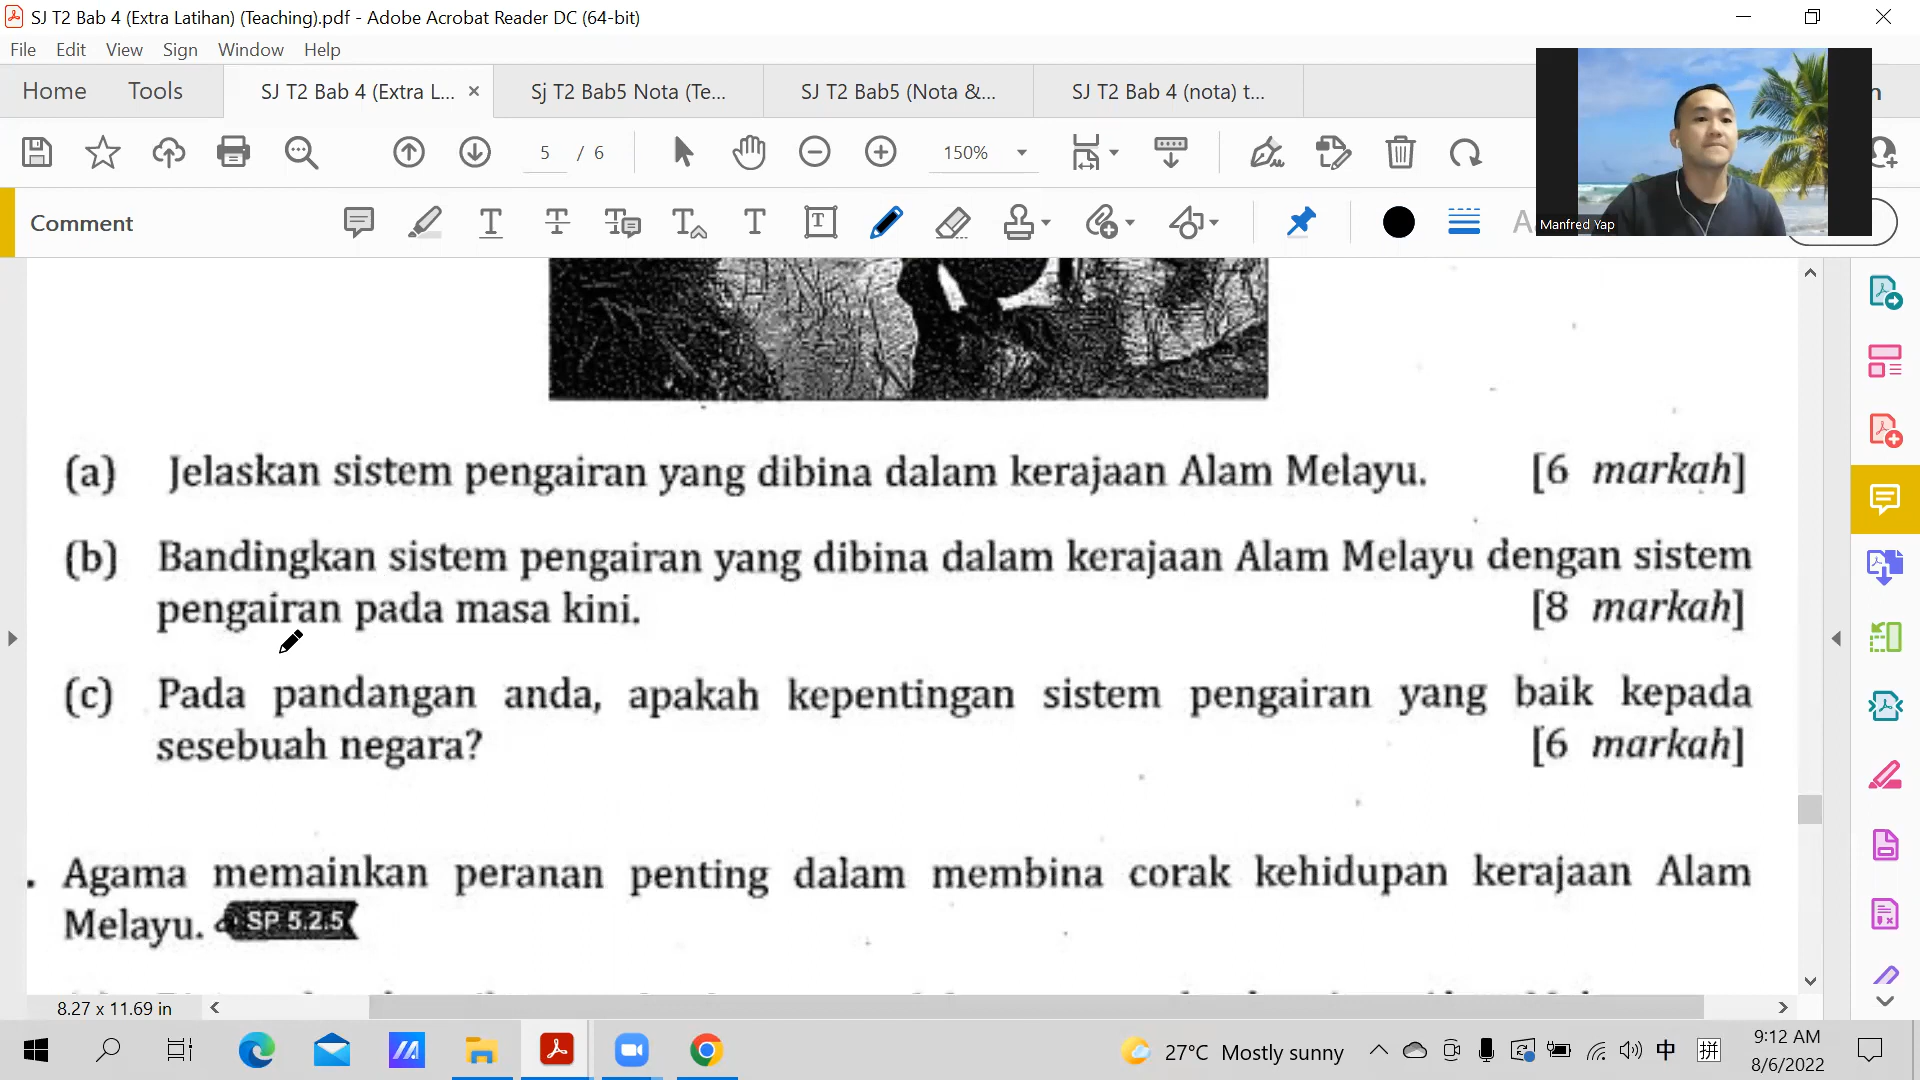 SJ T2 Bab 4 (Extra Latihan) (Teaching).pdf - Adobe Acrobat Reader DC (64-bit)
File Edit View Sign Window Help
Home Tools SJ T2 Bab 4 (Extra L... Sj T2 Bab5 Nota (Te... SJ T2 Bab5 (Nota &... SJ T2 Bab 4 (nota) t...
5 / 6 150%
Comment
Manfred Yap
(a) Jelaskan sistem pengairan yang dibina dalam kerajaan Alam Melayu. [6 markah]
(b) Bandingkan sistem pengairan yang dibina dalam kerajaan Alam Melayu dengan sistem
pengairan pada masa kini. [8 markah]
(c) Pada pandangan anda, apakah kepentingan sistem pengairan yang baik kepada
sesebuah negara? [6 markah]
Agama memainkan peranan penting dalam membina corak kehidupan kerajaan Alam
Melayu. SP 5.2.5
8.27 x 11.69 in
27°C Mostly sunny 中 拼 9:12 AM
8/6/2022